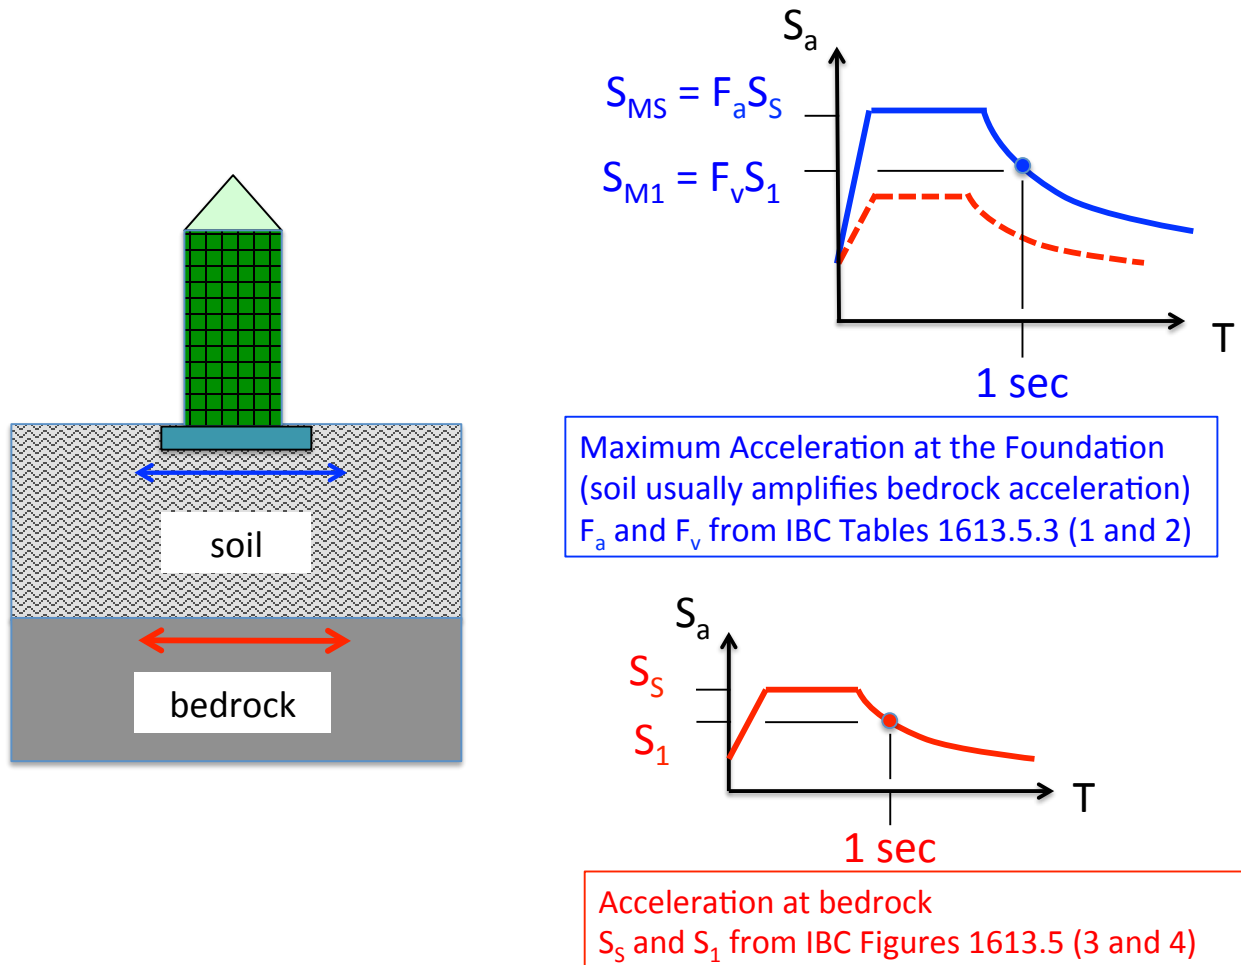 Sa
SMS = FaSS
SM1 = FvS1
T
1 sec
Maximum Acceleration at the Foundation
(soil usually amplifies bedrock acceleration)
Fa and Fv from IBC Tables 1613.5.3 (1 and 2)
soil
bedrock
Sa
SS
S1
T
1 sec
Acceleration at bedrock
SS and S1 from IBC Figures 1613.5 (3 and 4)